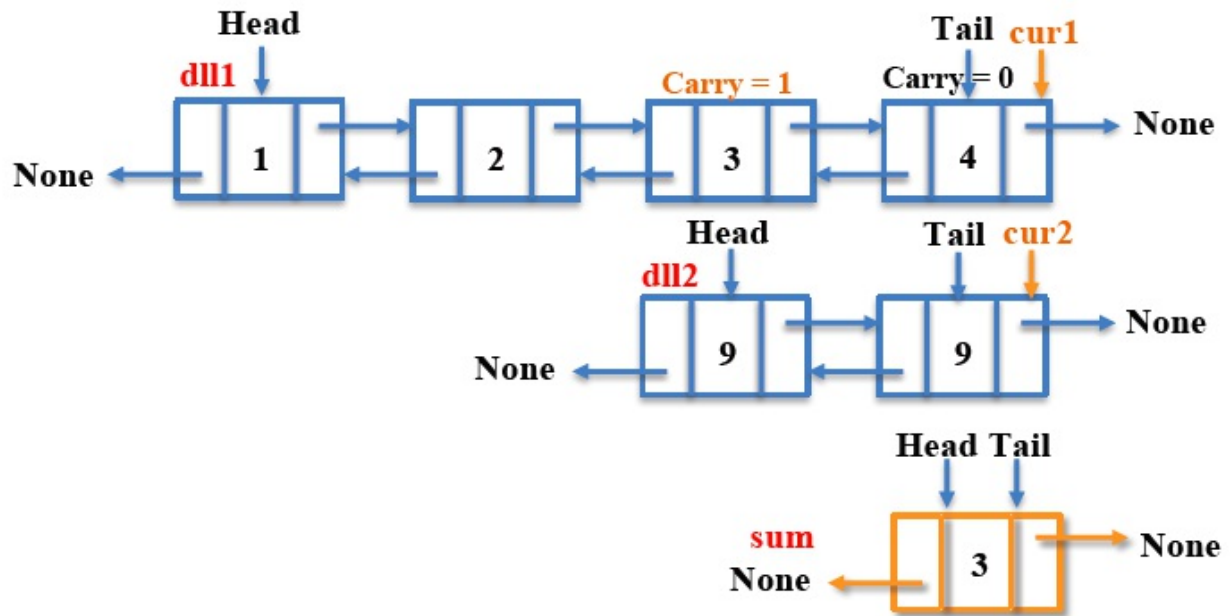 Head
Tail cur1
dll1
Carry = 1
Carry = 0
None
1
2
3
4
None
Head
Tail cur2
dll2
None
9
9
None
Head Tail
sum
None
3
None